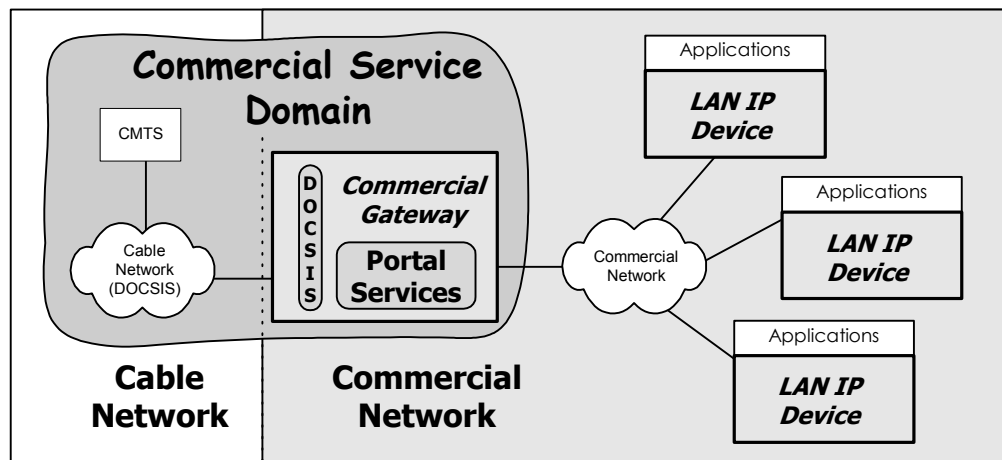 Commercial Service
Domain
CMTS
Cable
Network
(DOCSIS)
DOCSIS
Commercial
Gateway
Portal
Services
Commercial
Network
Applications
LAN IP
Device
Applications
LAN IP
Device
Applications
LAN IP
Device
Cable
Network
Commercial
Network